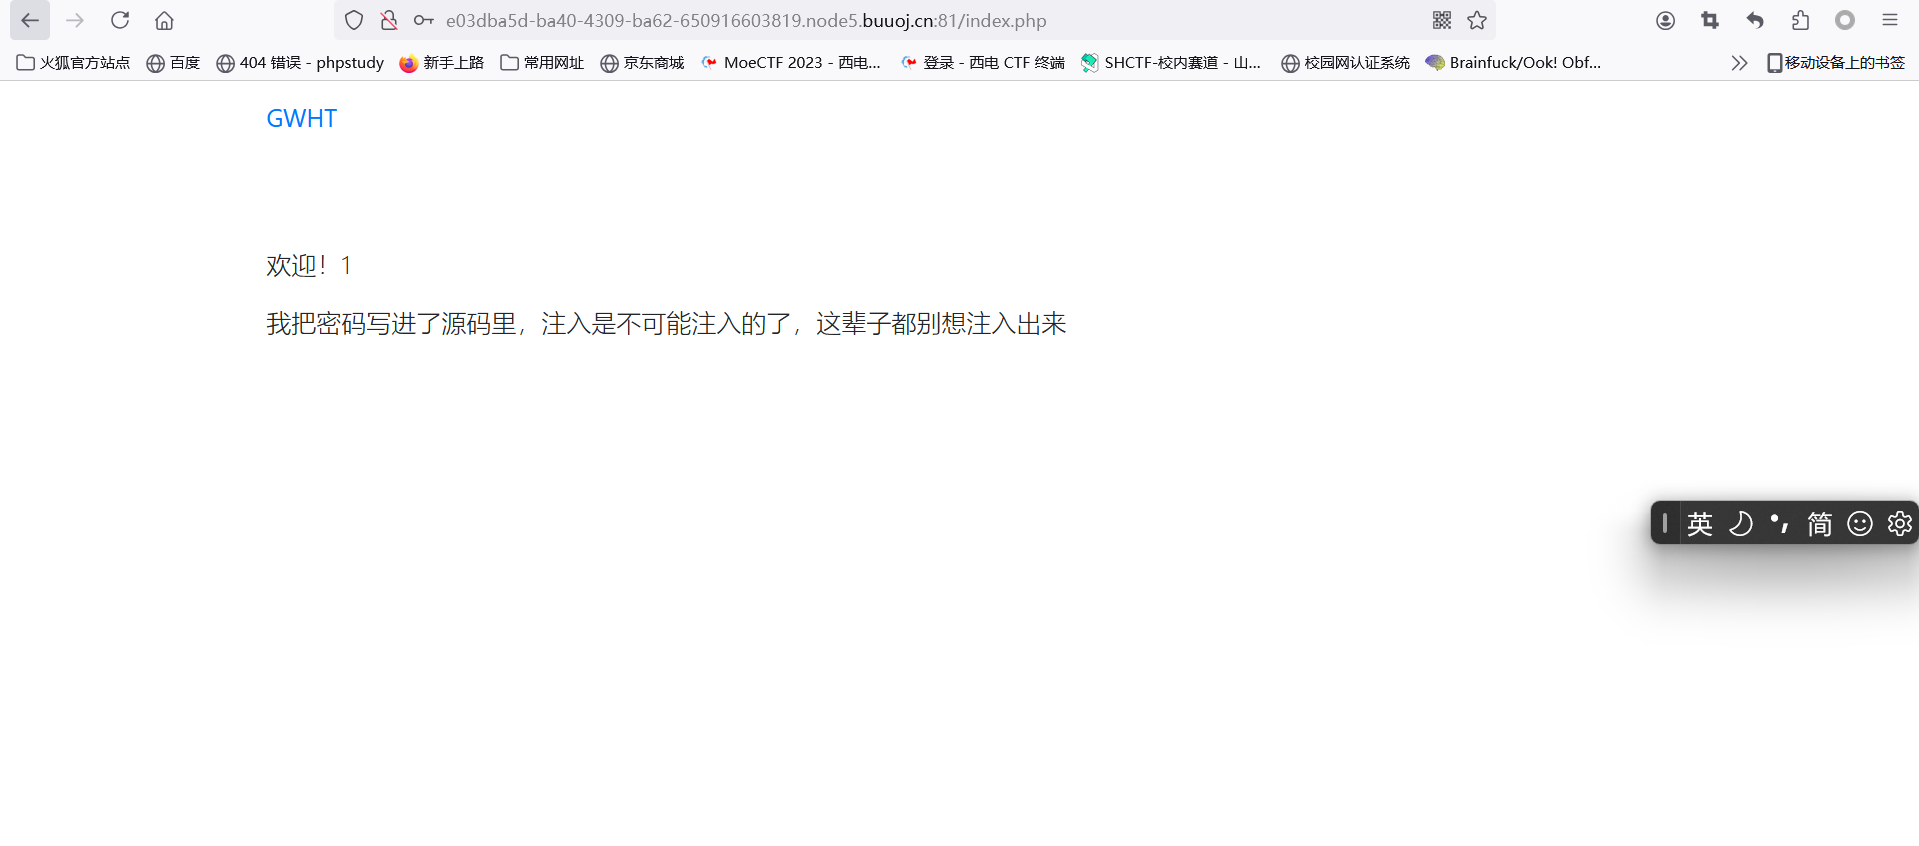 e03dba5d-ba40-4309-ba62-650916603819.node5.buuoj.cn:81/index.php
火狐官方站点 百度 404 错误 - phpstudy 新手上路 常用网址 京东商城 MoeCTF 2023 - 西电... 登录 - 西电 CTF 终端 SHCTF-校内赛道 - 山... 校园网认证系统 Brainfuck/Ook! Obf... 移动设备上的书签
GWHT
欢迎！1
我把密码写进了源码里，注入是不可能注入的了，这辈子都别想注入出来
英 简